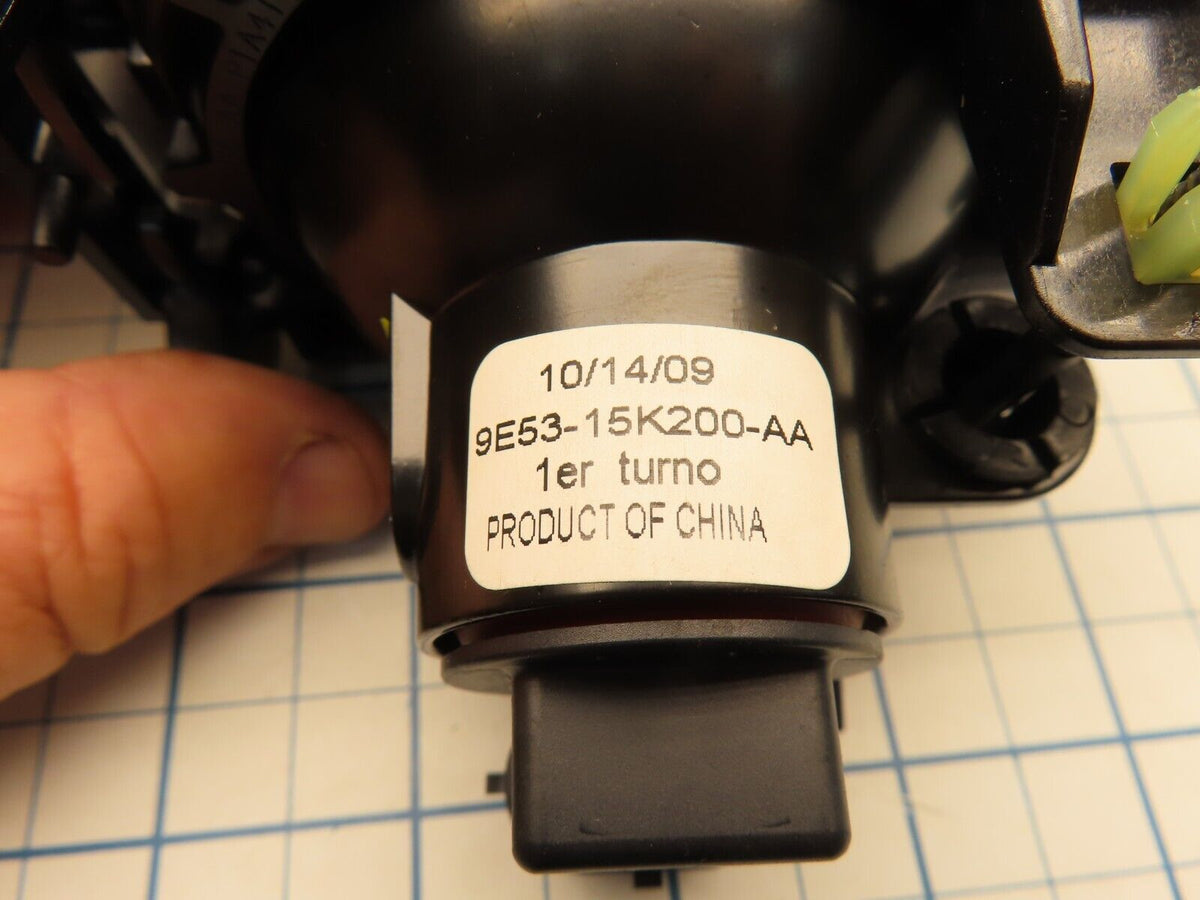 10/14/09
9E53-15K200-AA
1er turno
PRODUCT OF CHINA